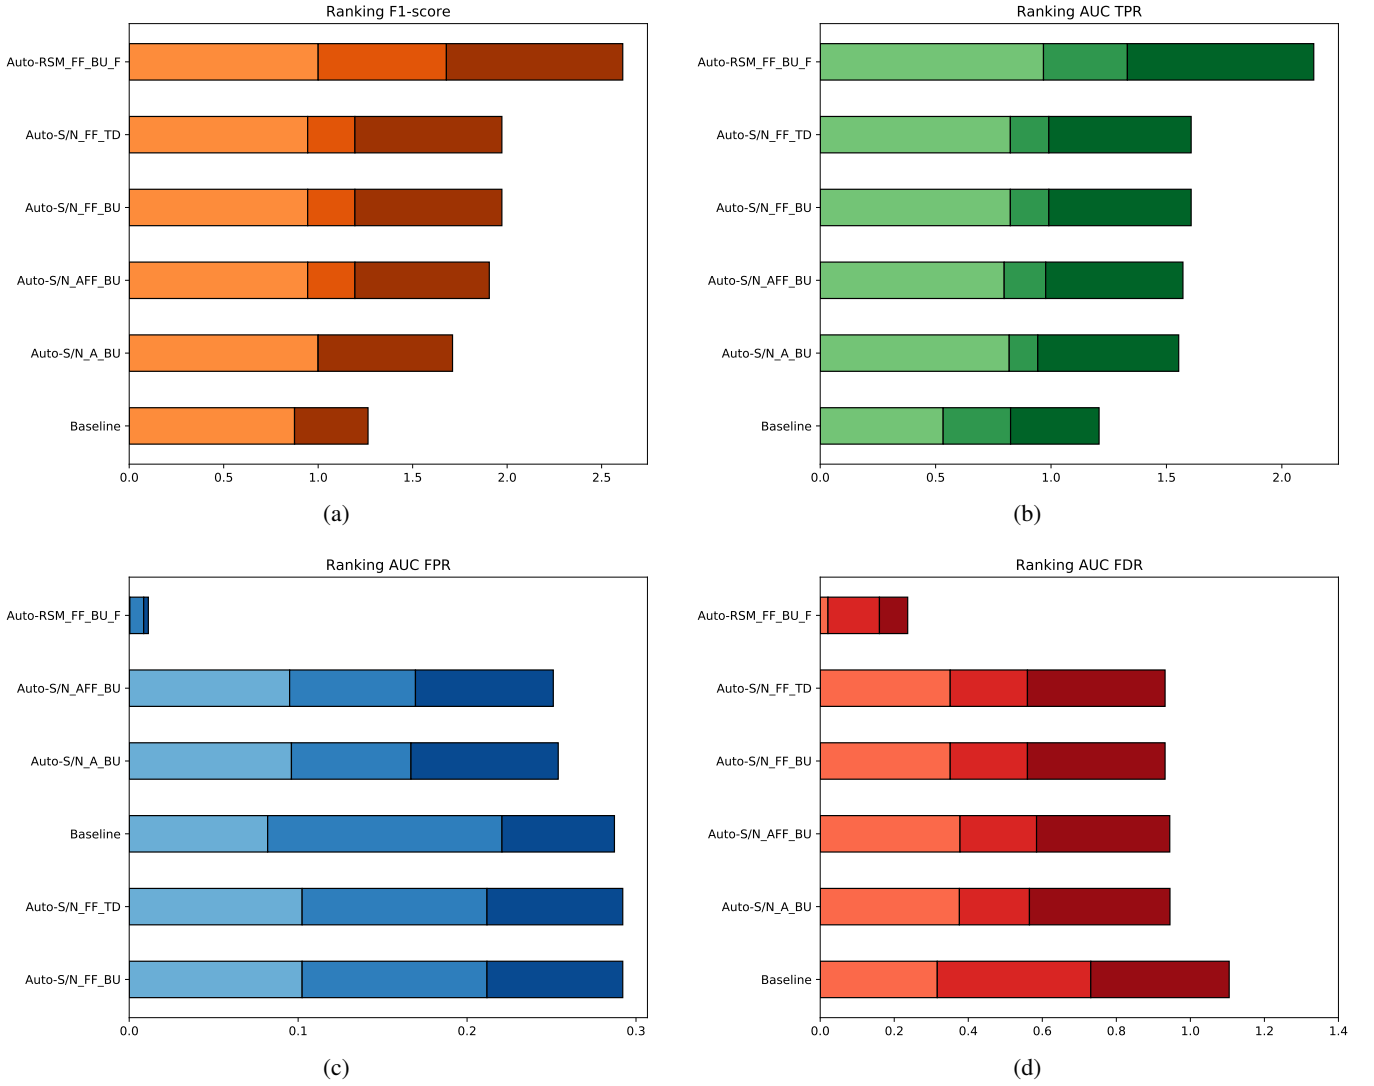 Ranking F1-score
Auto-RSM_FF_BU_F
Auto-S/N_FF_TD
Auto-S/N_FF_BU
Auto-S/N_AFF_BU
Auto-S/N_A_BU
Baseline
0.0 0.5 1.0 1.5 2.0 2.5
(a)
Ranking AUC TPR
Auto-RSM_FF_BU_F
Auto-S/N_FF_TD
Auto-S/N_FF_BU
Auto-S/N_AFF_BU
Auto-S/N_A_BU
Baseline
0.0 0.5 1.0 1.5 2.0
(b)
Ranking AUC FPR
Auto-RSM_FF_BU_F
Auto-S/N_AFF_BU
Auto-S/N_A_BU
Baseline
Auto-S/N_FF_TD
Auto-S/N_FF_BU
0.0 0.1 0.2 0.3
(c)
Ranking AUC FDR
Auto-RSM_FF_BU_F
Auto-S/N_FF_TD
Auto-S/N_FF_BU
Auto-S/N_AFF_BU
Auto-S/N_A_BU
Baseline
0.0 0.2 0.4 0.6 0.8 1.0 1.2 1.4
(d)